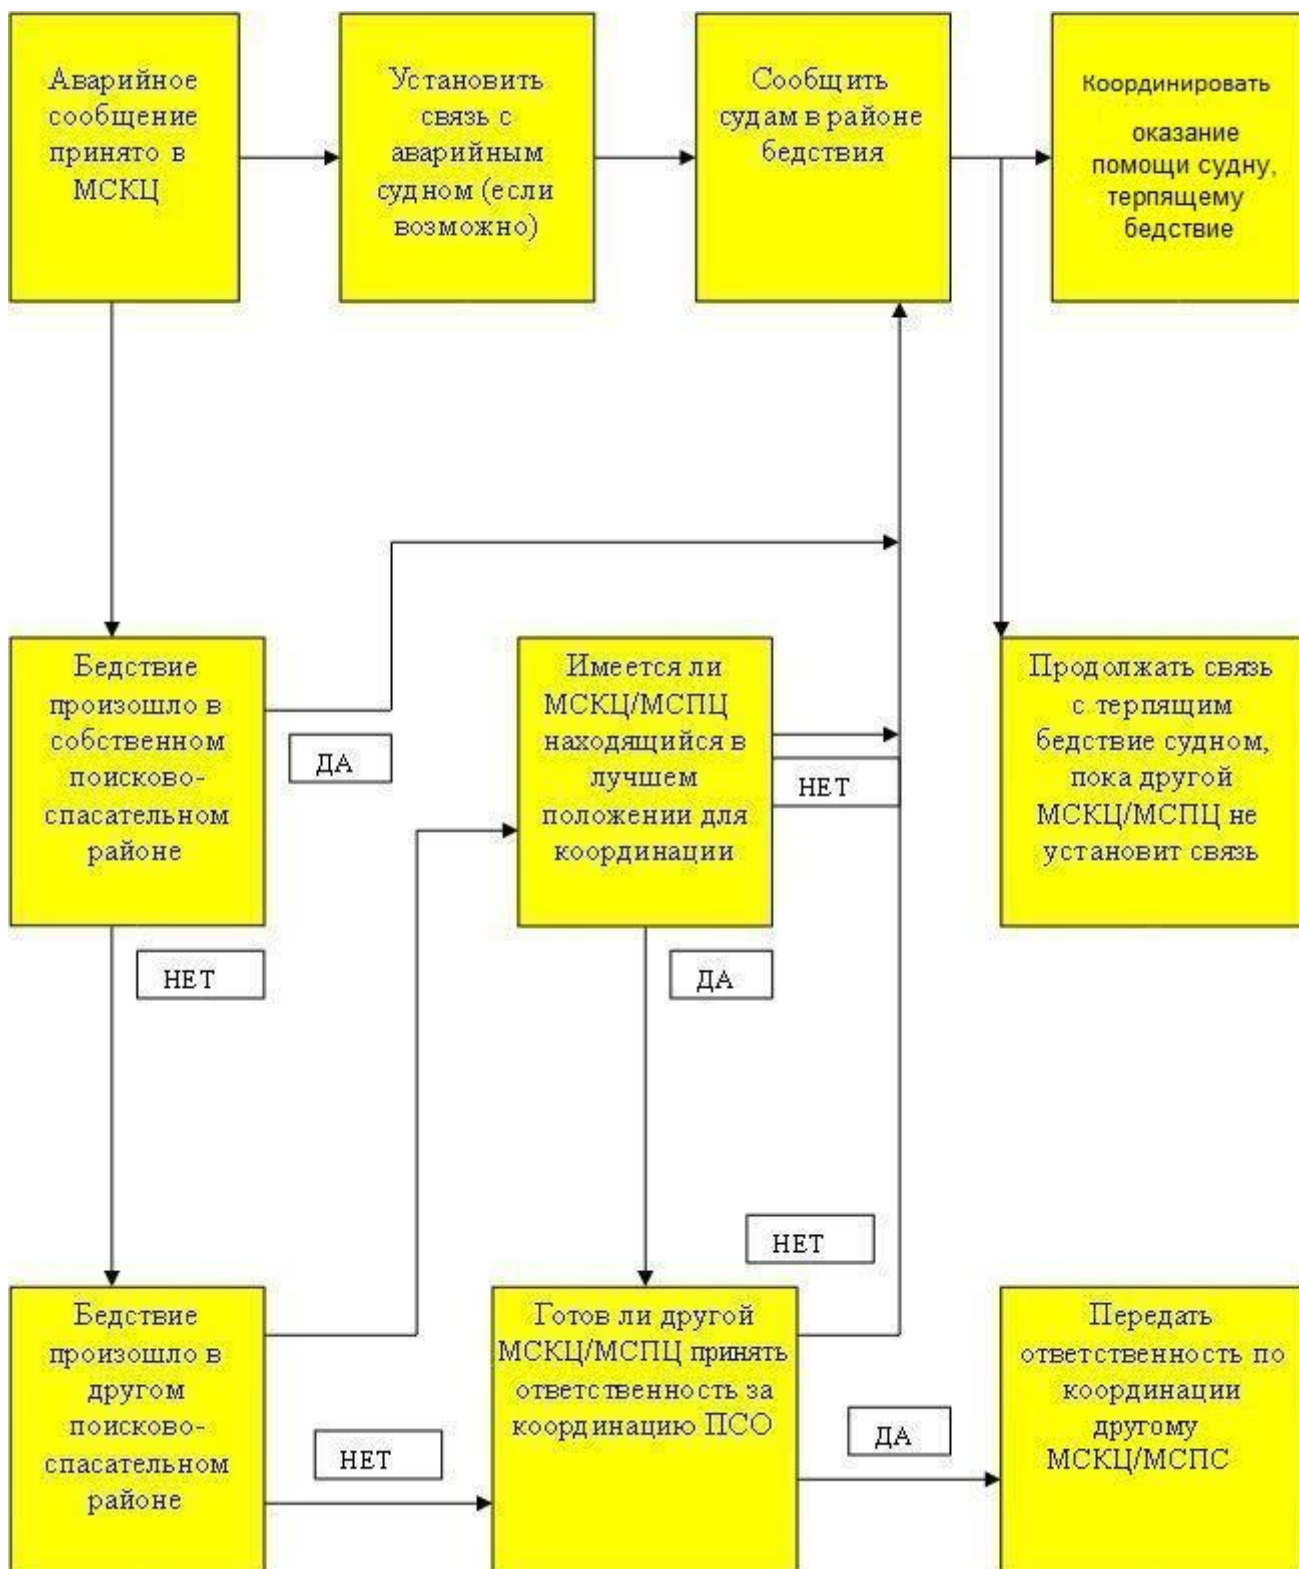 Аварийное
сообщение
принято в
МСКЦ
Установить
связь с
аварийным
судном (если
возможно)
Сообщить
судам в районе
бедствия
Координировать
оказание
помощи судну,
терпящему
бедствие
Бедствие
произошло в
собственном
поисково-
спасательном
районе
ДА
Имеется ли
МСКЦ/МСПЦ
находящийся в
лучшем
положении для
координации
НЕТ
Продолжать связь
с терпящим
бедствие судном,
пока другой
МСКЦ/МСПЦ не
установит связь
НЕТ
ДА
НЕТ
Бедствие
произошло в
другом
поисково-
спасательном
районе
НЕТ
Готов ли другой
МСКЦ/МСПЦ принять
ответственность за
координацию ПСО
ДА
Передать
ответственность по
координации
другому
МСКЦ/МСПС